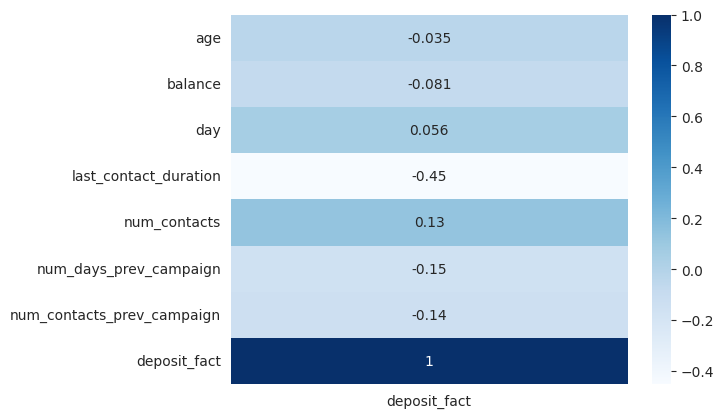 age
-0.035
balance
-0.081
day
0.056
last_contact_duration
-0.45
num_contacts
0.13
num_days_prev_campaign
-0.15
num_contacts_prev_campaign
-0.14
deposit_fact
1
deposit_fact
1.0
0.8
0.6
0.4
0.2
0.0
−0.2
−0.4